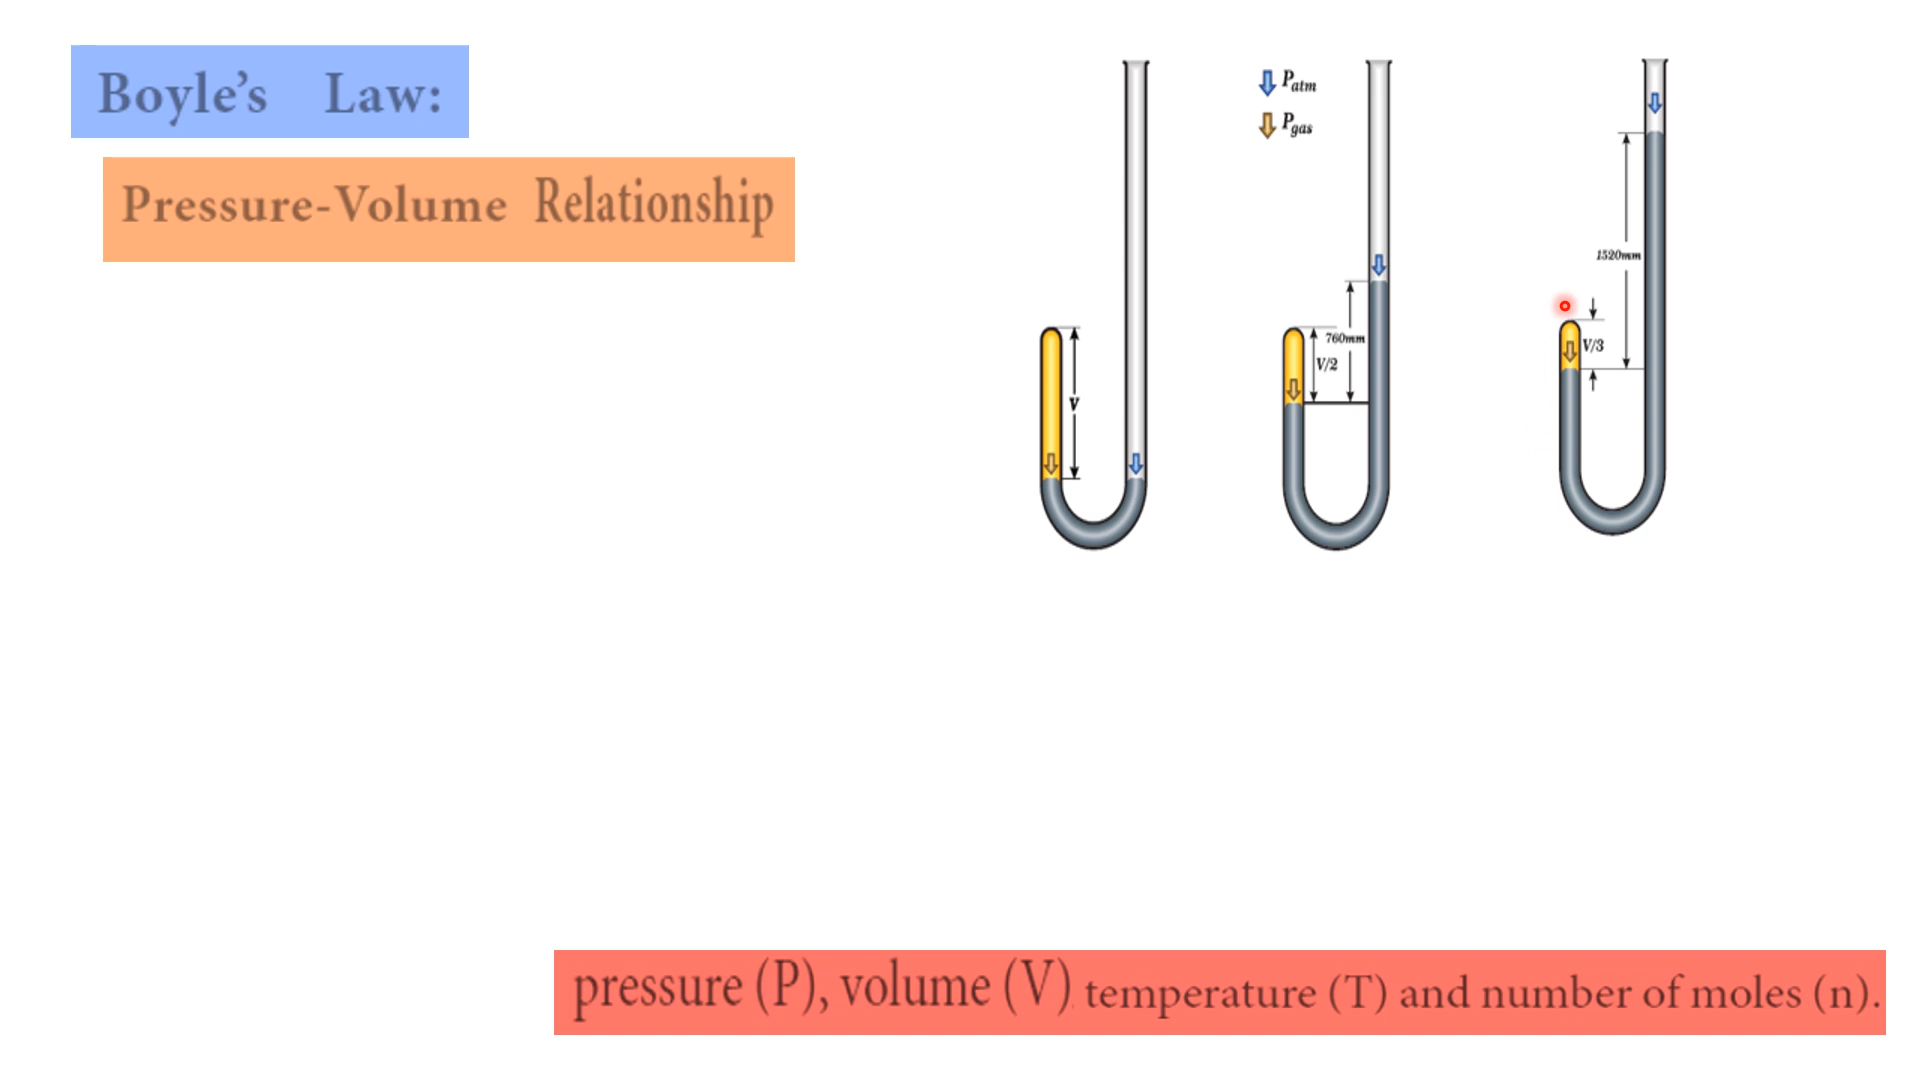 Boyle's Law:
Pressure-Volume Relationship
Patm
Pgas
V
760mm
V/2
1520mm
V/3
pressure (P), volume (V) temperature (T) and number of moles (n).